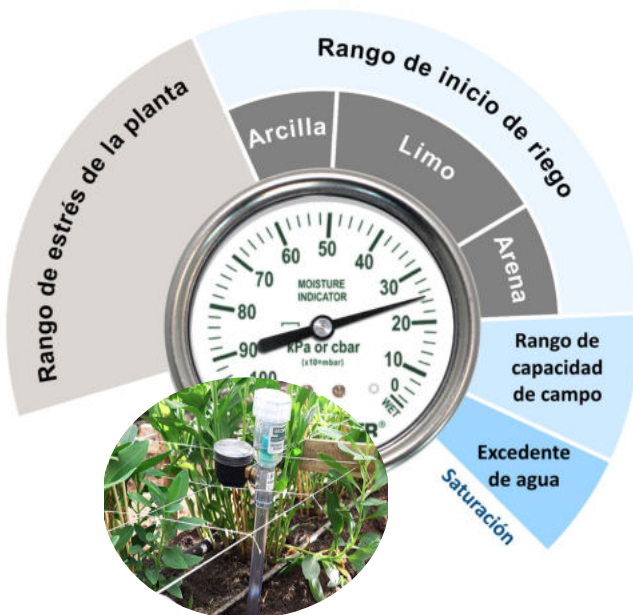 Rango de estrés de la planta
Rango de inicio de riego
Arcilla
Limo
Arena
Rango de
capacidad
de campo
Excedente
de agua
Saturación
100
90
80
70
60
50
40
30
20
10
0
WET
MOISTURE
INDICATOR
kPa or cbar
(x10=mbar)